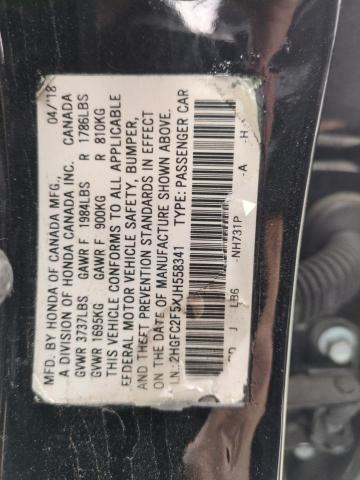 MFD. BY HONDA OF CANADA MFG. 04/'18
A DIVISION OF HONDA CANADA INC. CANADA
GVWR 3737LBS GAWR F 1984LBS R 1786LBS
GVWR 1695KG GAWR F 900KG R 810KG
THIS VEHICLE CONFORMS TO ALL APPLICABLE
FEDERAL MOTOR VEHICLE SAFETY, BUMPER,
AND THEFT PREVENTION STANDARDS IN EFFECT
ON THE DATE OF MANUFACTURE SHOWN ABOVE.
.N.: 2HGFC2F5XJH558341 TYPE: PASSENGER CAR
J LB6 -NH731P -A -H